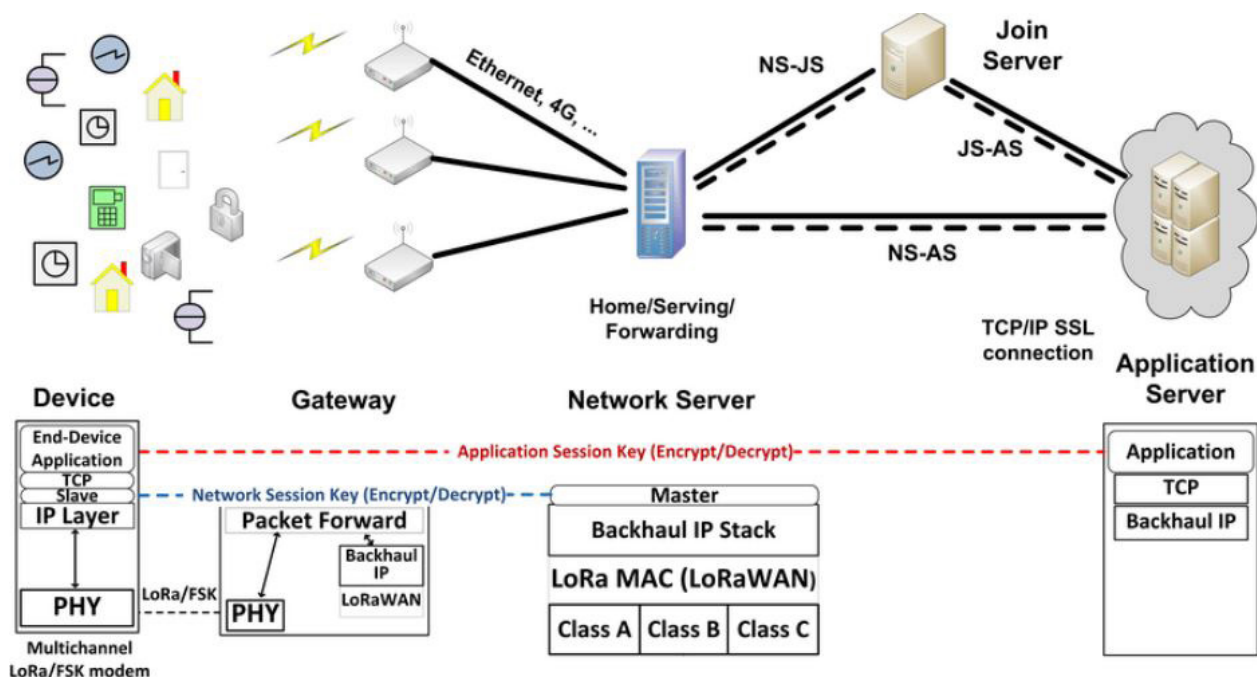 Ethernet, 4G, ...
NS-JS
Join
Server
JS-AS
NS-AS
Home/Serving/
Forwarding
TCP/IP SSL
connection
Device
Gateway
Network Server
Application
Server
End-Device
Application
TCP
Slave
IP Layer
PHY
Multichannel
LoRa/FSK modem
Application Session Key (Encrypt/Decrypt)
Network Session Key (Encrypt/Decrypt)
LoRa/FSK
Packet Forward
Backhaul
IP
LoRaWAN
PHY
Master
Backhaul IP Stack
LoRa MAC (LoRaWAN)
Class A
Class B
Class C
Application
TCP
Backhaul IP